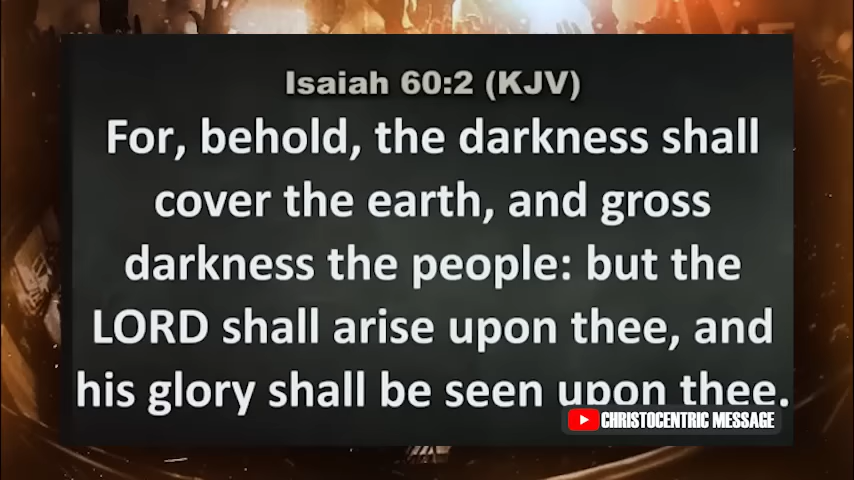 Isaiah 60:2 (KJV)
For, behold, the darkness shall
cover the earth, and gross
darkness the people: but the
LORD shall arise upon thee, and
his glory shall be seen upon thee.
CHRISTOCENTRIC MESSAGE